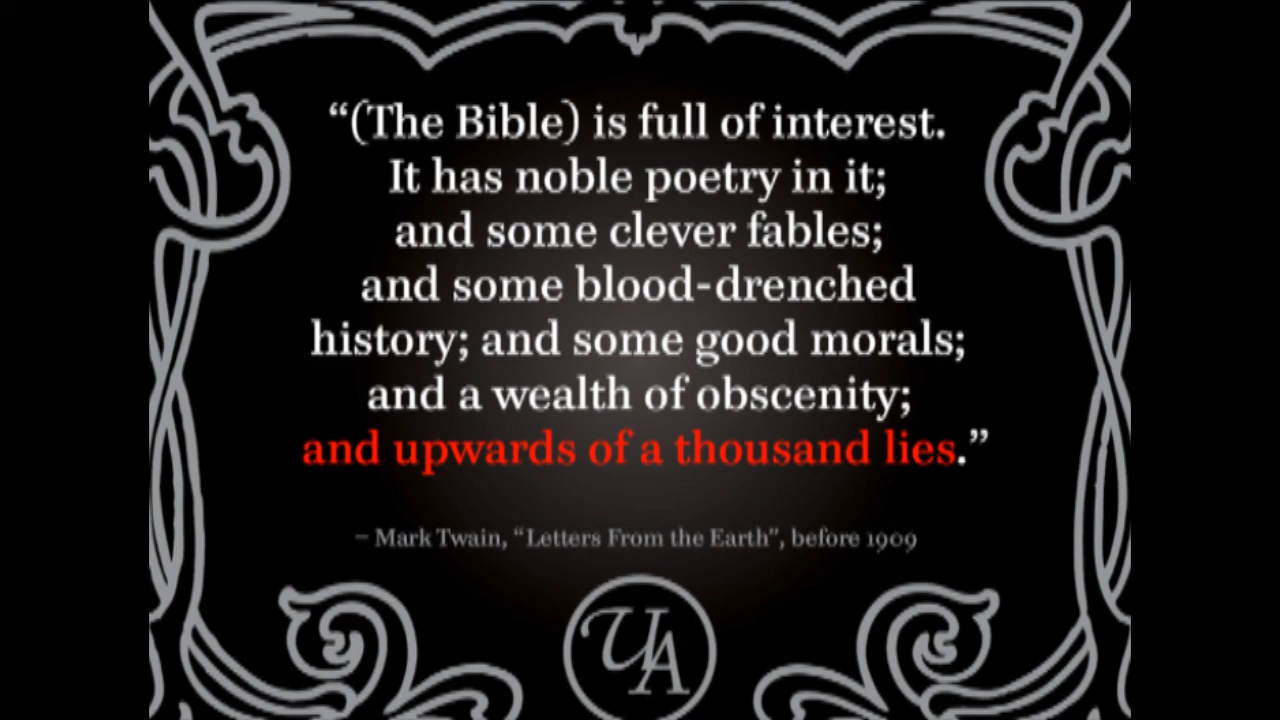 “(The Bible) is full of interest.
It has noble poetry in it;
and some clever fables;
and some blood-drenched
history; and some good morals;
and a wealth of obscenity;
and upwards of a thousand lies.”
– Mark Twain, “Letters From the Earth”, before 1909
UA